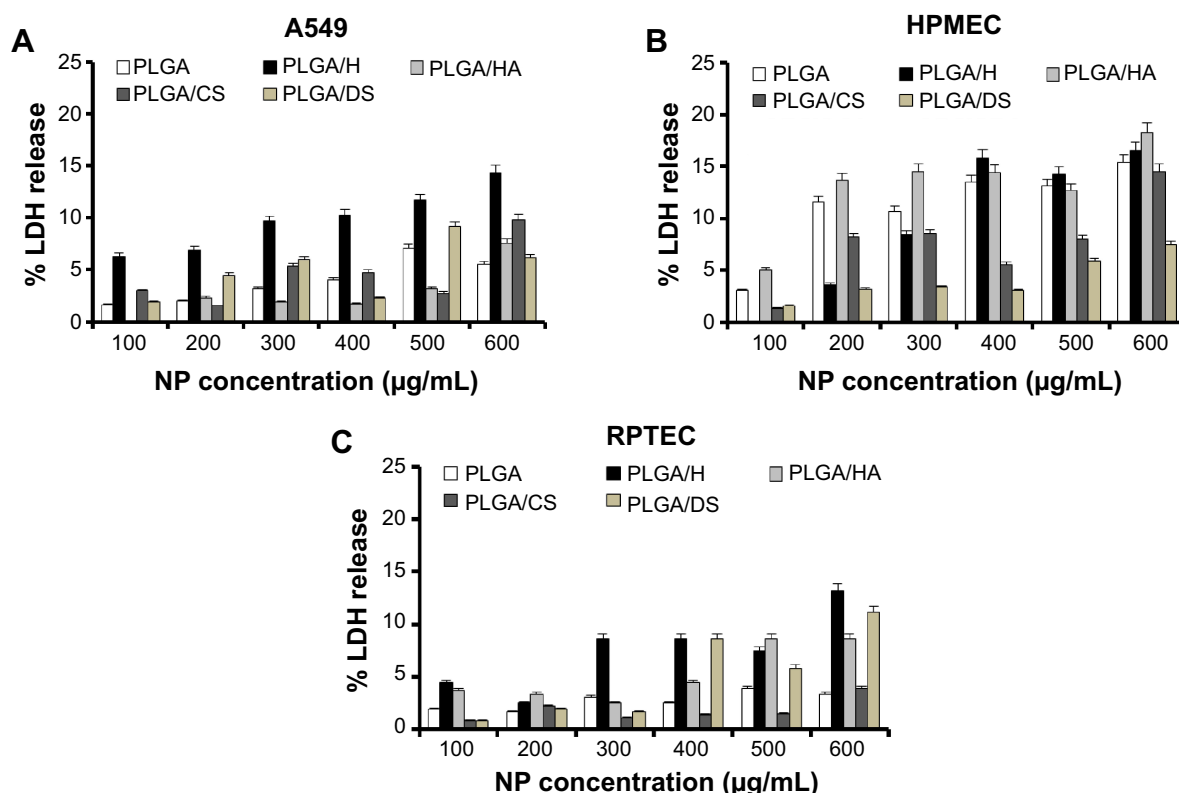 A
A549
25
20
15
10
5
0
% LDH release
PLGA
PLGA/H
PLGA/HA
PLGA/CS
PLGA/DS
100 200 300 400 500 600
NP concentration (µg/mL)
B
HPMEC
25
20
15
10
5
0
% LDH release
PLGA
PLGA/H
PLGA/HA
PLGA/CS
PLGA/DS
100 200 300 400 500 600
NP concentration (µg/mL)
C
RPTEC
25
20
15
10
5
0
% LDH release
PLGA
PLGA/H
PLGA/HA
PLGA/CS
PLGA/DS
100 200 300 400 500 600
NP concentration (µg/mL)